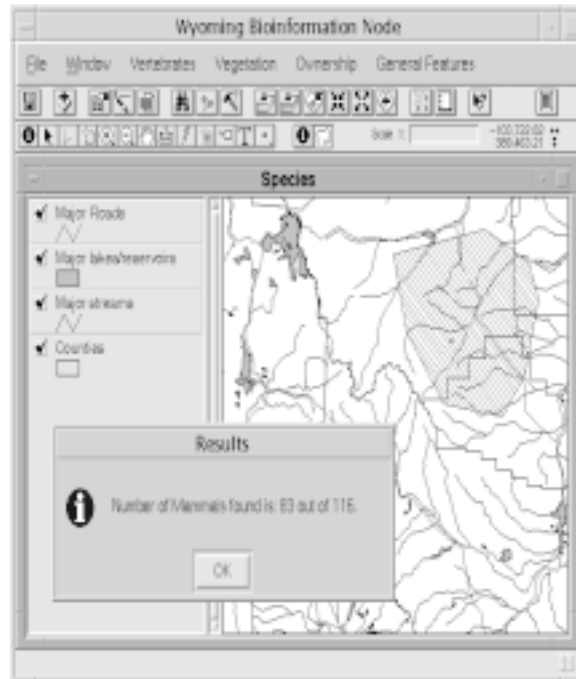 Wyoming Bioinformation Node
File Window Vertebrates Vegetation Ownership General Features
Scale 1:
Species
Major Roads
Major lakes/reservoirs
Major streams
Counties
Results
Number of Mammals found is: 83 out of 116.
OK